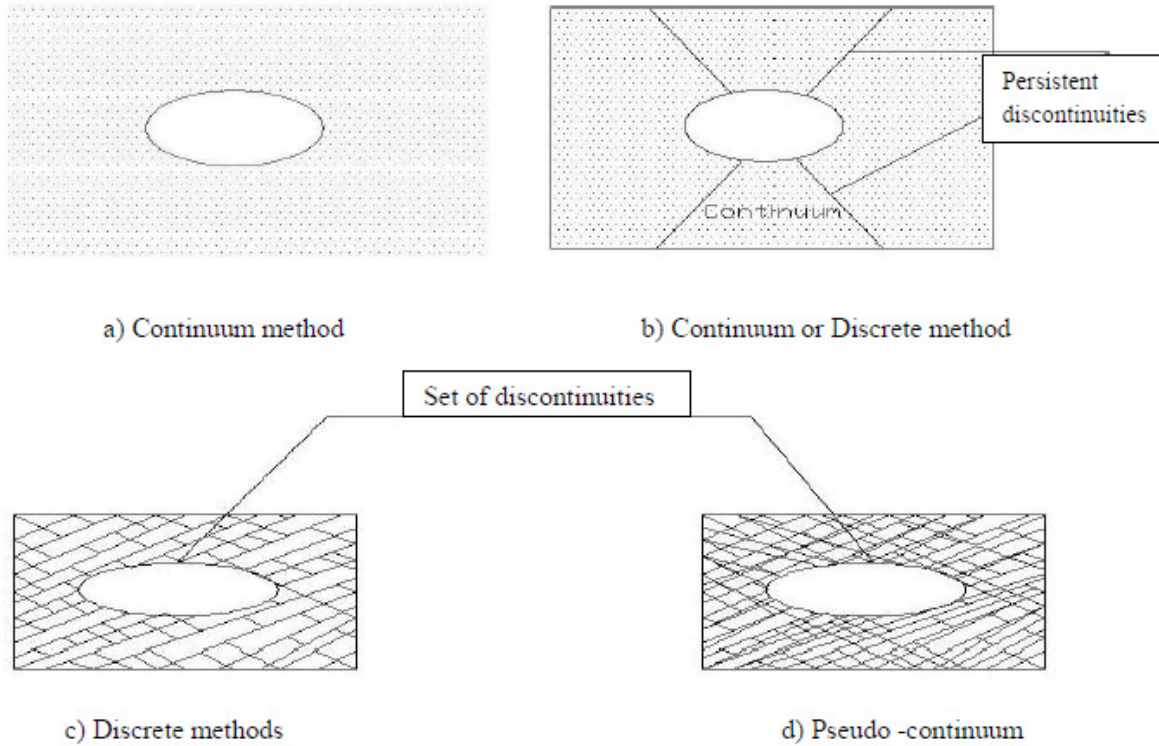 Persistent
discontinuities
Continuum
a) Continuum method
b) Continuum or Discrete method
Set of discontinuities
c) Discrete methods
d) Pseudo -continuum